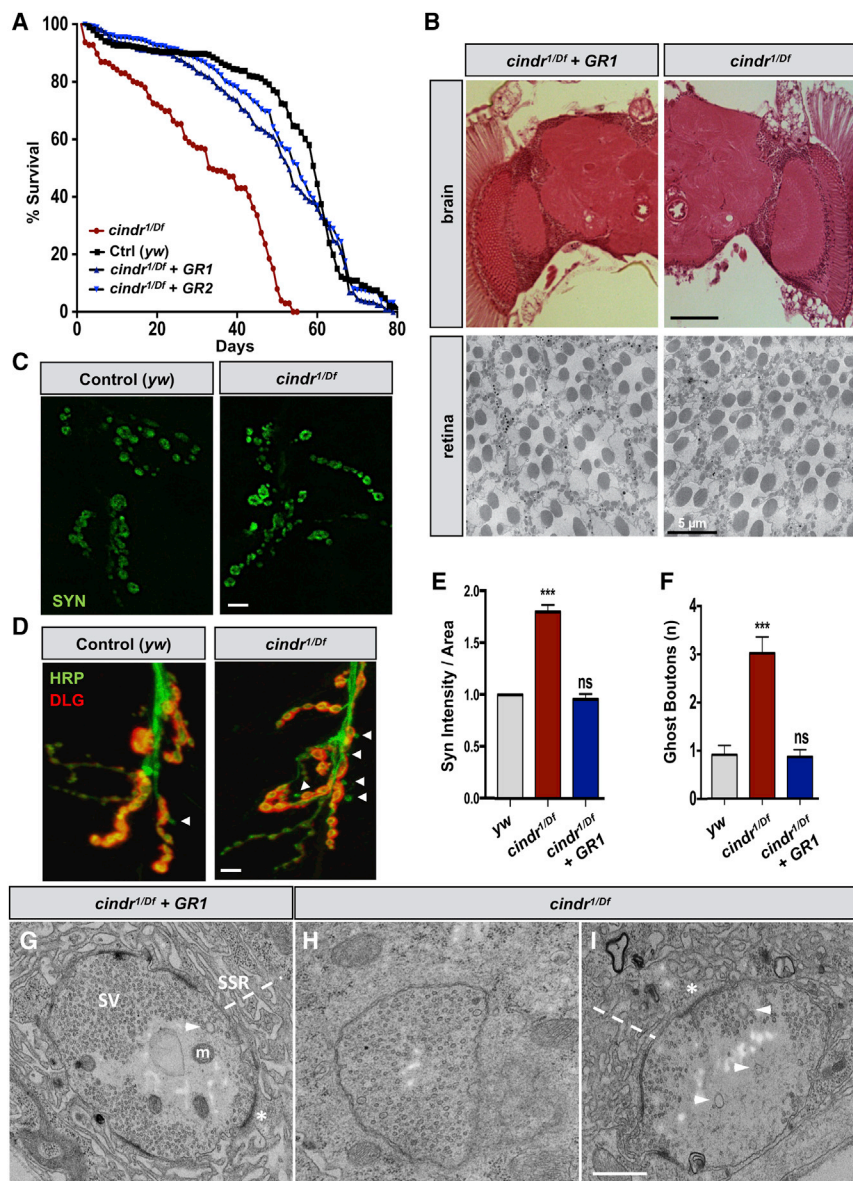 A
100
80
60
40
20
0
% Survival
0
20
40
60
80
Days
cindr1/Df
Ctrl (yw)
cindr1/Df + GR1
cindr1/Df + GR2
B
cindr1/Df + GR1
cindr1/Df
brain
retina
5 µm
C
Control (yw)
cindr1/Df
SYN
D
Control (yw)
cindr1/Df
HRP
DLG
E
2.0
1.5
1.0
0.5
0.0
Syn Intensity / Area
***
ns
yw
cindr1/Df
cindr1/Df
+ GR1
F
4
3
2
1
0
Ghost Boutons (n)
***
ns
yw
cindr1/Df
cindr1/Df
+ GR1
cindr1/Df + GR1
cindr1/Df
G
SV
SSR
m
*
H
I
*